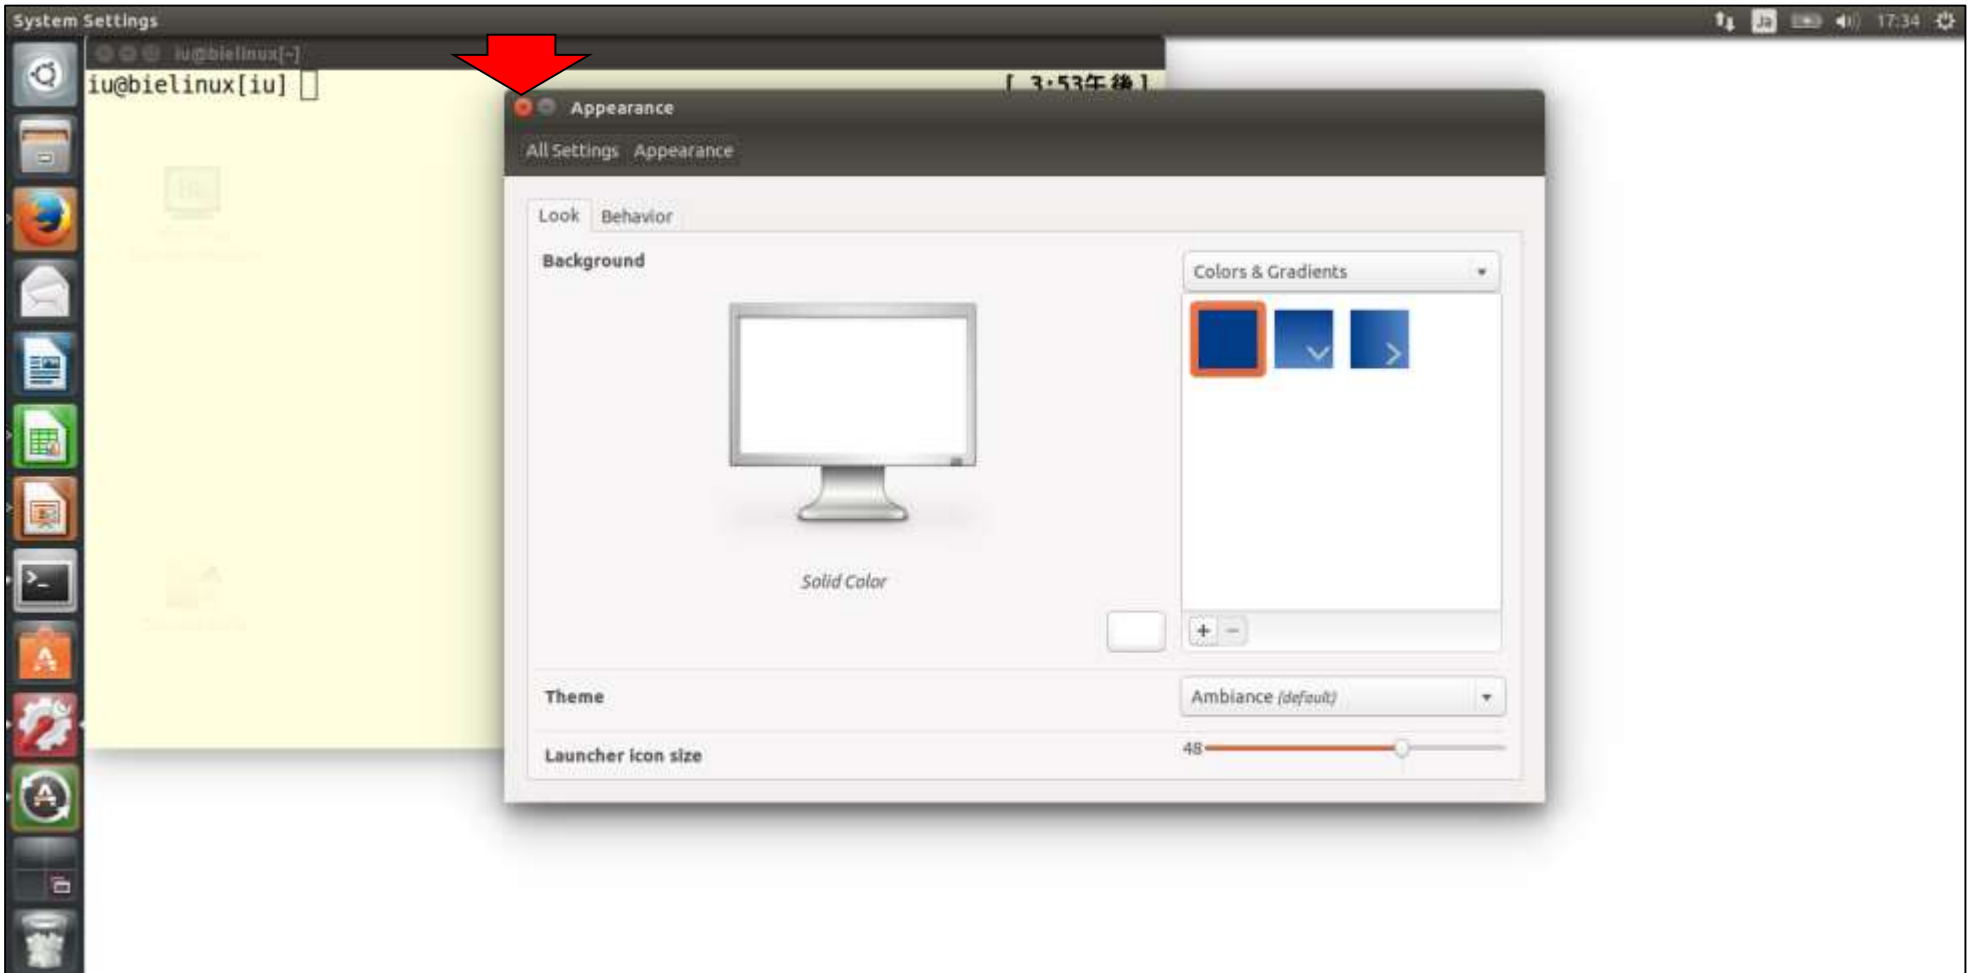 System Settings
Ja
17:34
iu@bielinux[~]
iu@bielinux[iu]
[ 3:53午後]
Appearance
All Settings Appearance
Look Behavior
Background
Colors & Gradients
Solid Color
+ −
Theme
Ambiance (default)
Launcher icon size
48